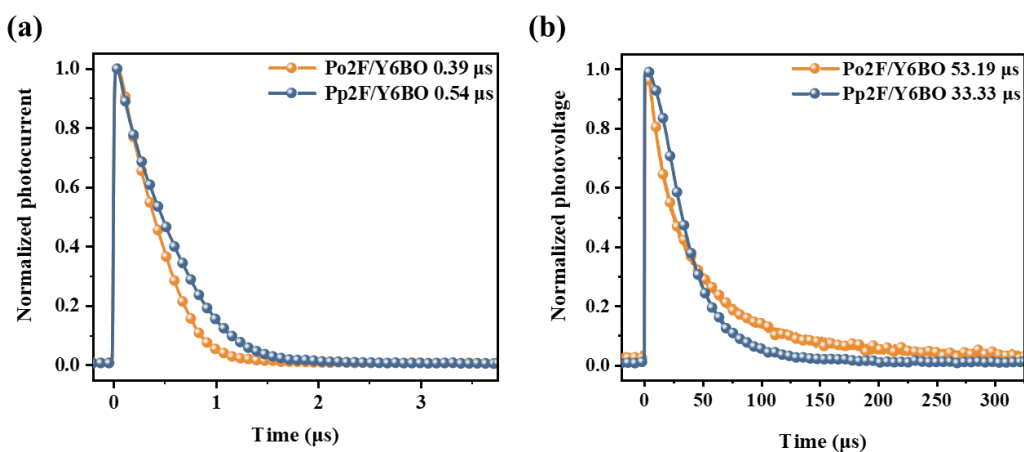 (a)
Normalized photocurrent
1.0
0.8
0.6
0.4
0.2
0.0
Po2F/Y6BO 0.39 μs
Pp2F/Y6BO 0.54 μs
0 1 2 3
Time (μs)
(b)
Normalized photovoltage
1.0
0.8
0.6
0.4
0.2
0.0
Po2F/Y6BO 53.19 μs
Pp2F/Y6BO 33.33 μs
0 50 100 150 200 250 300
Time (μs)